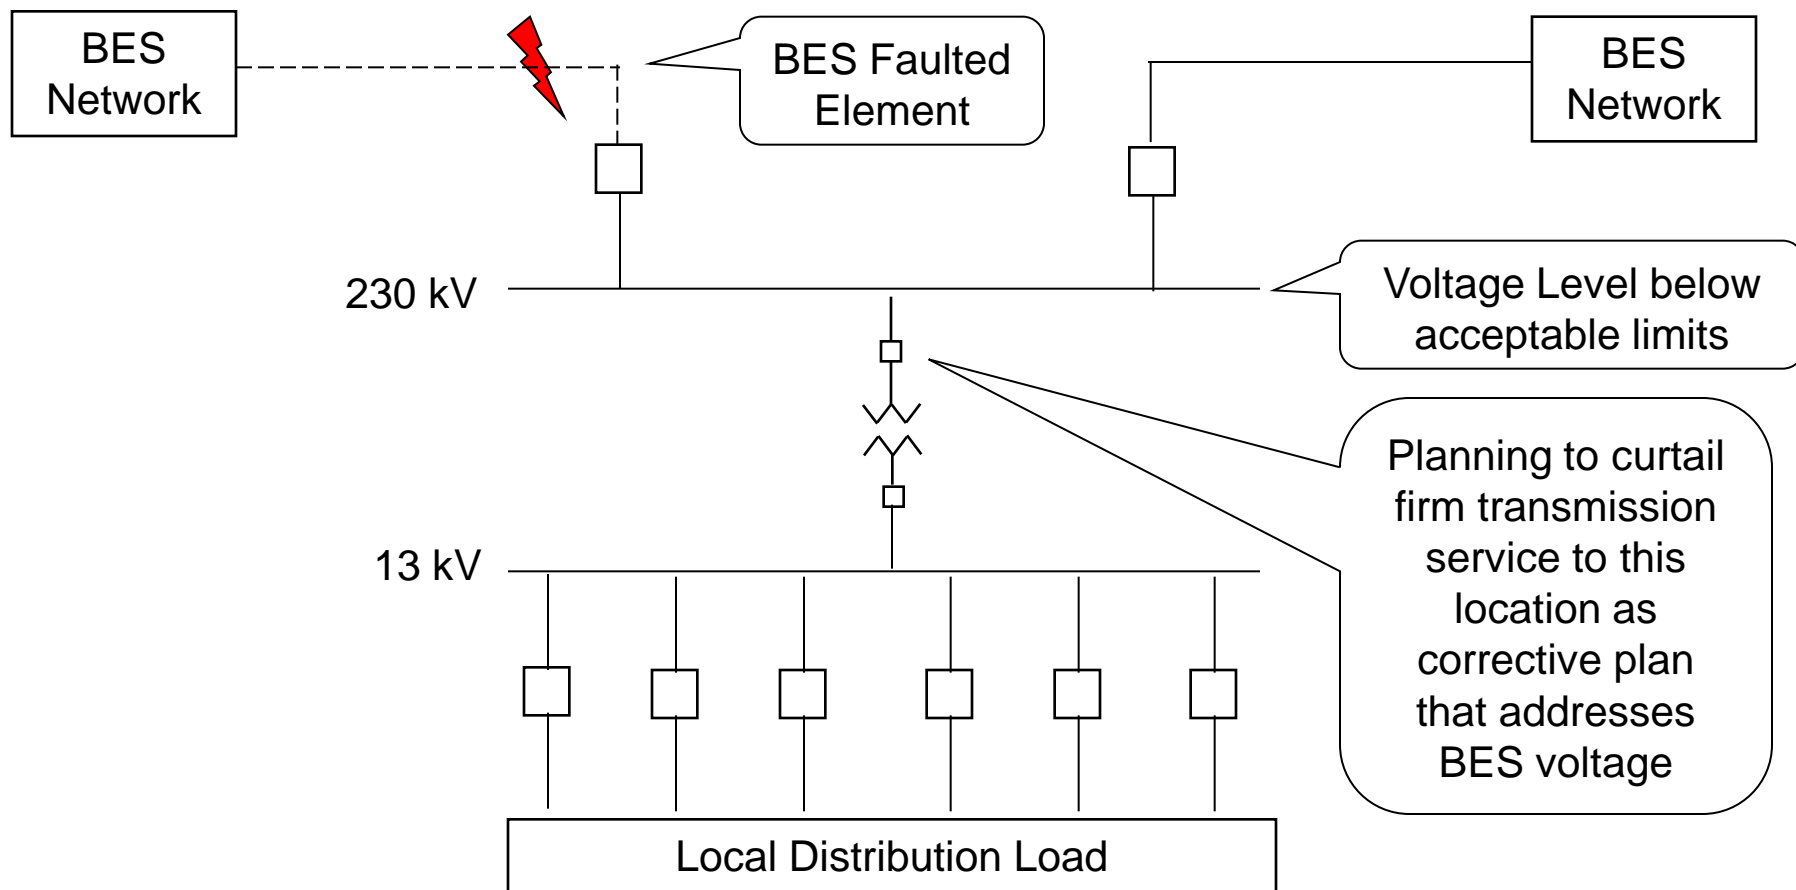 BES
Network
BES Faulted
Element
BES
Network
230 kV
Voltage Level below
acceptable limits
Planning to curtail
firm transmission
service to this
location as
corrective plan
that addresses
BES voltage
13 kV
Local Distribution Load